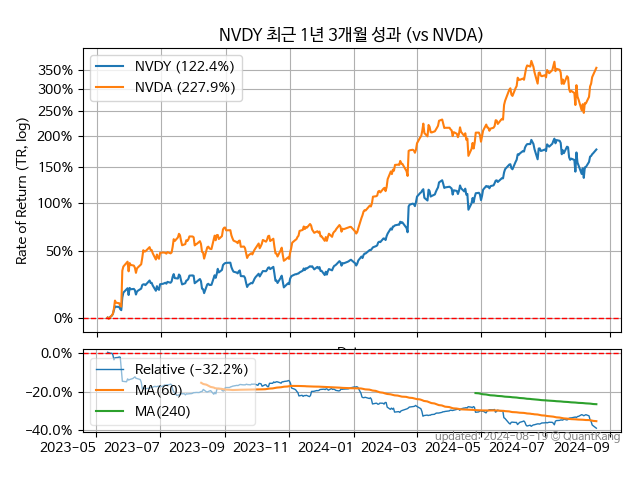 NVDY 최근 1년 3개월 성과 (vs NVDA)
Rate of Return (TR, log)
350%
300%
250%
200%
150%
100%
50%
0%
NVDY (122.4%)
NVDA (227.9%)
0.0%
−20.0%
−40.0%
Relative (−32.2%)
MA(60)
MA(240)
2023−05 2023−07 2023−09 2023−11 2024−01 2024−03 2024−05 2024−07 2024−09
updated: 2024−08−19 © QuantKang